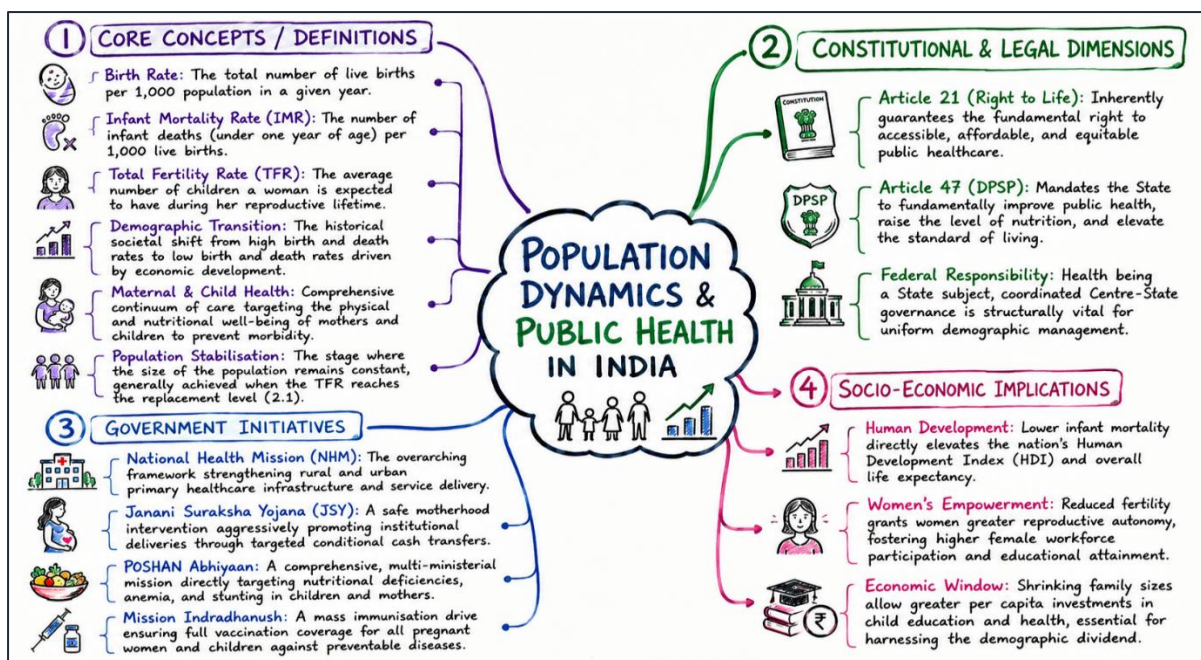 1 CORE CONCEPTS / DEFINITIONS
Birth Rate: The total number of live births
per 1,000 population in a given year.
Infant Mortality Rate (IMR): The number of
infant deaths (under one year of age) per
1,000 live births.
Total Fertility Rate (TFR): The average
number of children a woman is expected
to have during her reproductive lifetime.
Demographic Transition: The historical
societal shift from high birth and death
rates to low birth and death rates driven
by economic development.
Maternal & Child Health: Comprehensive
continuum of care targeting the physical
and nutritional well-being of mothers and
children to prevent morbidity.
Population Stabilisation: The stage where
the size of the population remains constant,
generally achieved when the TFR reaches
the replacement level (2.1).
POPULATION
DYNAMICS &
PUBLIC HEALTH
IN INDIA
2 CONSTITUTIONAL & LEGAL DIMENSIONS
CONSTITUTION
Article 21 (Right to Life): Inherently
guarantees the fundamental right to
accessible, affordable, and equitable
public healthcare.
DPSP
Article 47 (DPSP): Mandates the State
to fundamentally improve public health,
raise the level of nutrition, and elevate
the standard of living.
Federal Responsibility: Health being
a State subject, coordinated Centre-State
governance is structurally vital for
uniform demographic management.
3 GOVERNMENT INITIATIVES
National Health Mission (NHM): The overarching
framework strengthening rural and urban
primary healthcare infrastructure and service delivery.
Janani Suraksha Yojana (JSY): A safe motherhood
intervention aggressively promoting institutional
deliveries through targeted conditional cash transfers.
POSHAN Abhiyaan: A comprehensive, multi-ministerial
mission directly targeting nutritional deficiencies,
anemia, and stunting in children and mothers.
Mission Indradhanush: A mass immunisation drive
ensuring full vaccination coverage for all pregnant
women and children against preventable diseases.
4 SOCIO-ECONOMIC IMPLICATIONS
Human Development: Lower infant mortality
directly elevates the nation's Human
Development Index (HDI) and overall
life expectancy.
Women's Empowerment: Reduced fertility
grants women greater reproductive autonomy,
fostering higher female workforce
participation and educational attainment.
₹
Economic Window: Shrinking family sizes
allow greater per capita investments in
child education and health, essential for
harnessing the demographic dividend.